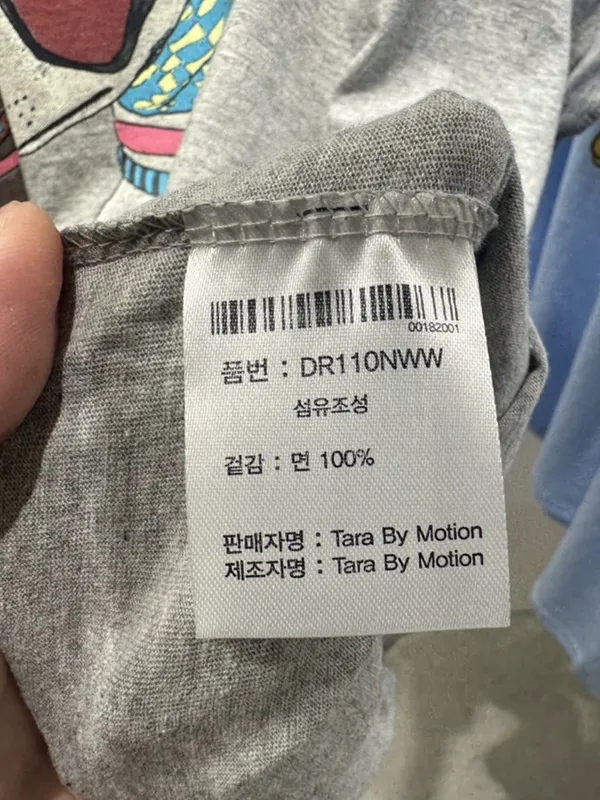 00182001
품번 : DR110NWW
섬유조성
겉감 : 면 100%
판매자명 : Tara By Motion
제조자명 : Tara By Motion